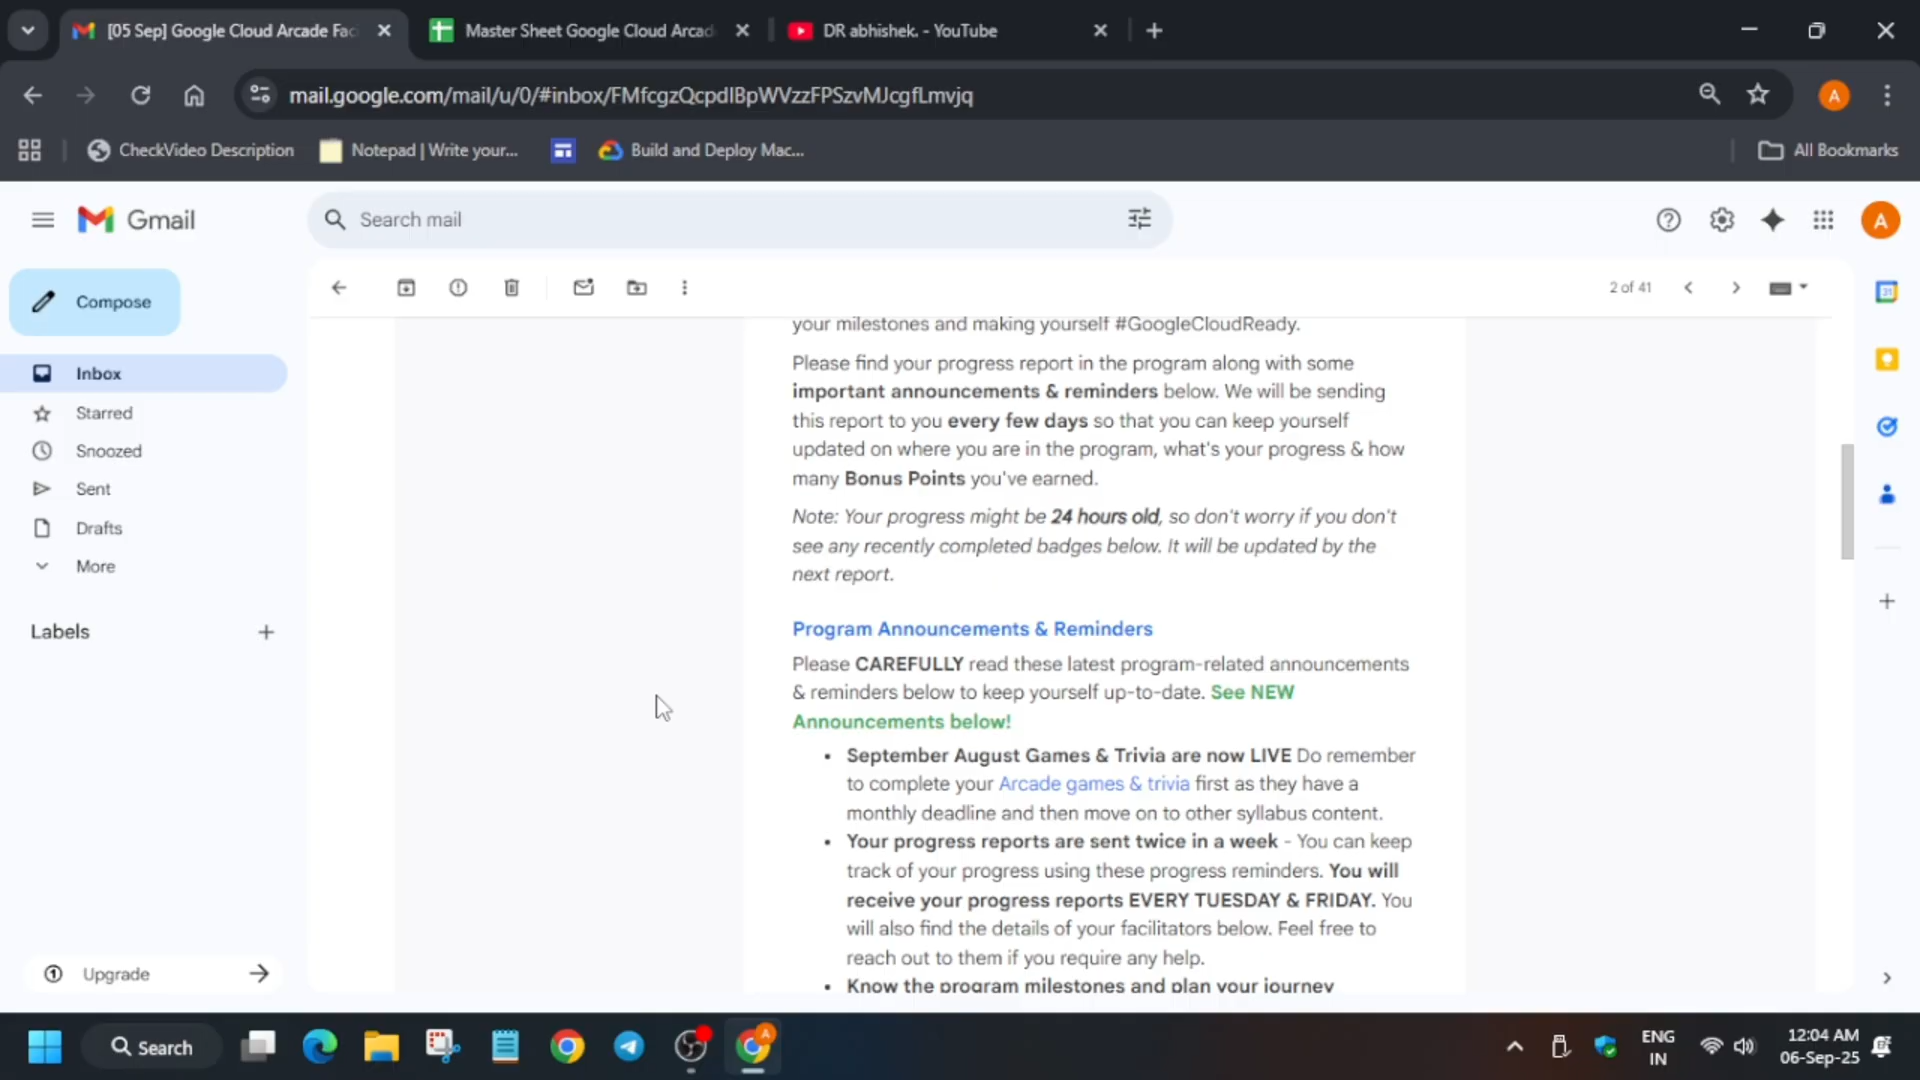 [05 Sep] Google Cloud Arcade Fac
Master Sheet Google Cloud Arcad
DR abhishek. - YouTube
mail.google.com/mail/u/0/#inbox/FMfcgzQcpdlBpWVzzFPSzvMJcgfLmvjq
A
CheckVideo Description
Notepad | Write your...
Build and Deploy Mac...
All Bookmarks
Gmail
Search mail
A
Compose
2 of 41
31
Inbox
Starred
Snoozed
Sent
Drafts
More
Labels
Upgrade
your milestones and making yourself #GoogleCloudReady.
Please find your progress report in the program along with some
important announcements & reminders below. We will be sending
this report to you every few days so that you can keep yourself
updated on where you are in the program, what's your progress & how
many Bonus Points you've earned.
Note: Your progress might be 24 hours old, so don't worry if you don't
see any recently completed badges below. It will be updated by the
next report.
Program Announcements & Reminders
Please CAREFULLY read these latest program-related announcements
& reminders below to keep yourself up-to-date. See NEW
Announcements below!
• September August Games & Trivia are now LIVE Do remember
to complete your Arcade games & trivia first as they have a
monthly deadline and then move on to other syllabus content.
• Your progress reports are sent twice in a week - You can keep
track of your progress using these progress reminders. You will
receive your progress reports EVERY TUESDAY & FRIDAY. You
will also find the details of your facilitators below. Feel free to
reach out to them if you require any help.
• Know the program milestones and plan your journey
Search
A
ENG
IN
12:04 AM
06-Sep-25